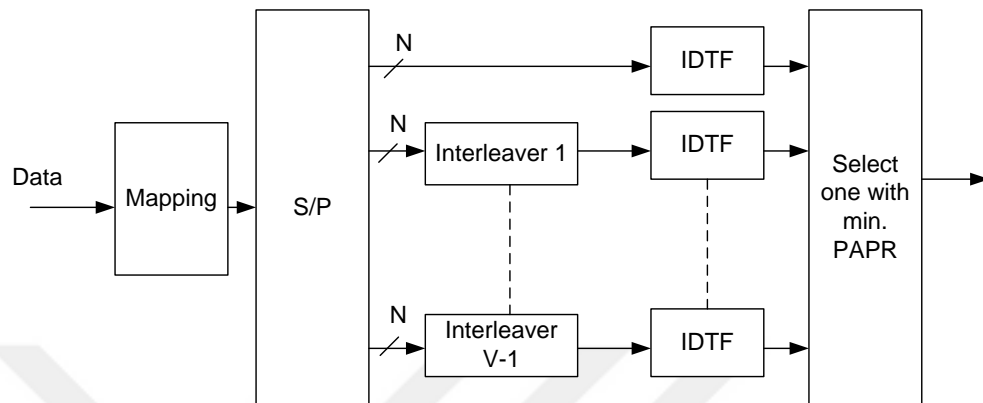 N
IDTF
N
Interleaver 1
IDTF
Data
Mapping
S/P
Select
one with
min.
PAPR
N
Interleaver
V-1
IDTF